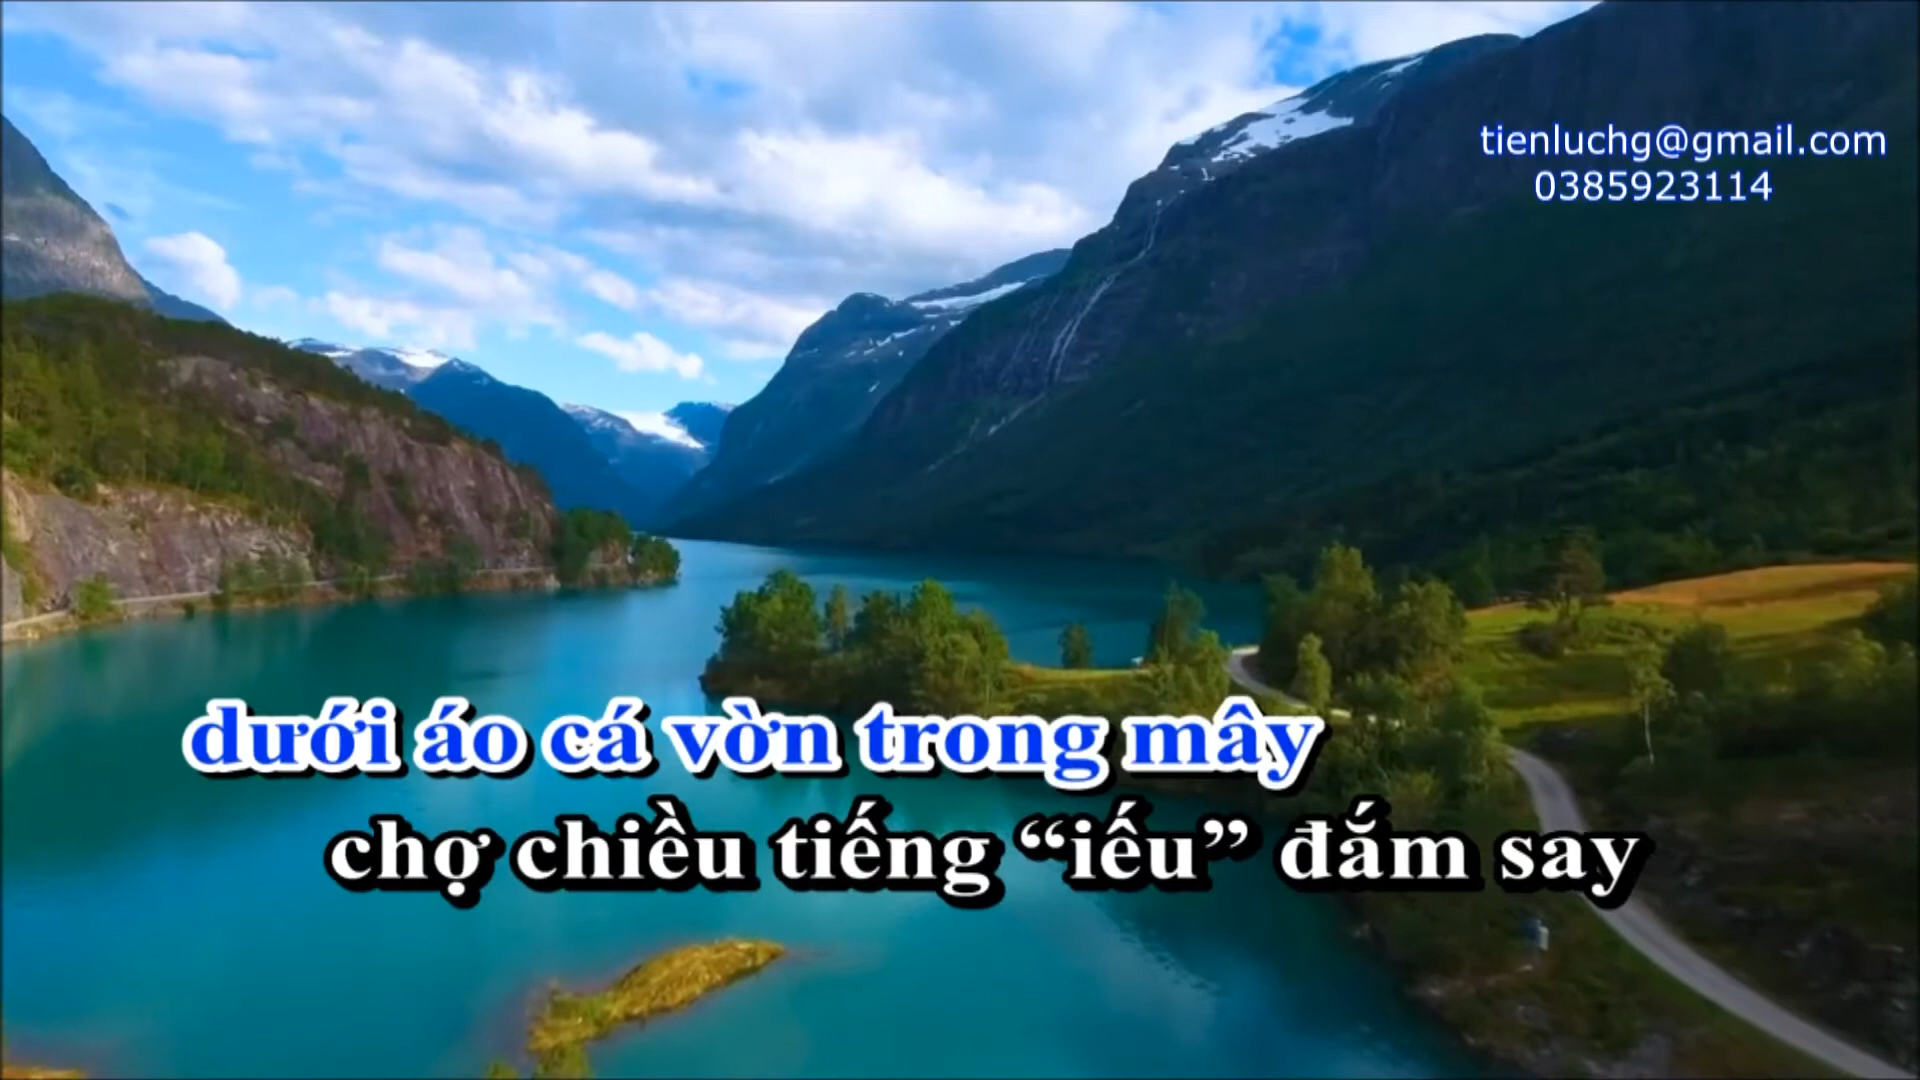 tienluchg@gmail.com
0385923114
dưới áo cá vờn trong mây
chợ chiều tiếng “iếu” đắm say